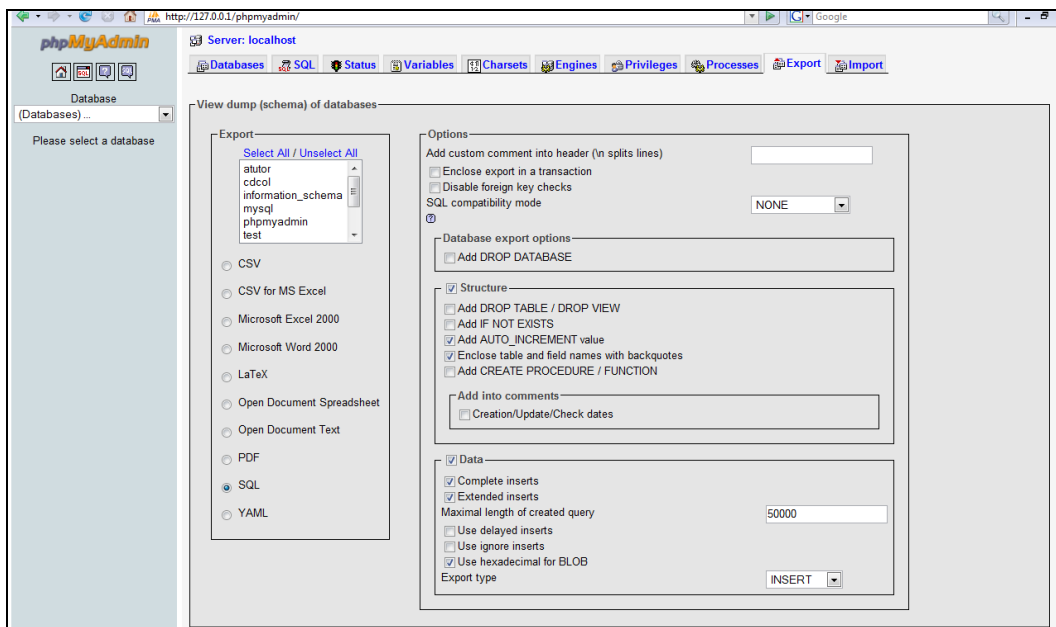 http://127.0.0.1/phpmyadmin/
Google
phpMyAdmin
Database
(Databases) ...
Please select a database
Server: localhost
Databases SQL Status Variables Charsets Engines Privileges Processes Export Import
View dump (schema) of databases
Export
Select All / Unselect All
atutor
cdcol
information_schema
mysql
phpmyadmin
test
CSV
CSV for MS Excel
Microsoft Excel 2000
Microsoft Word 2000
LaTeX
Open Document Spreadsheet
Open Document Text
PDF
SQL
YAML
Options
Add custom comment into header (\n splits lines)
Enclose export in a transaction
Disable foreign key checks
SQL compatibility mode NONE
Database export options
Add DROP DATABASE
Structure
Add DROP TABLE / DROP VIEW
Add IF NOT EXISTS
Add AUTO_INCREMENT value
Enclose table and field names with backquotes
Add CREATE PROCEDURE / FUNCTION
Add into comments
Creation/Update/Check dates
Data
Complete inserts
Extended inserts
Maximal length of created query 50000
Use delayed inserts
Use ignore inserts
Use hexadecimal for BLOB
Export type INSERT